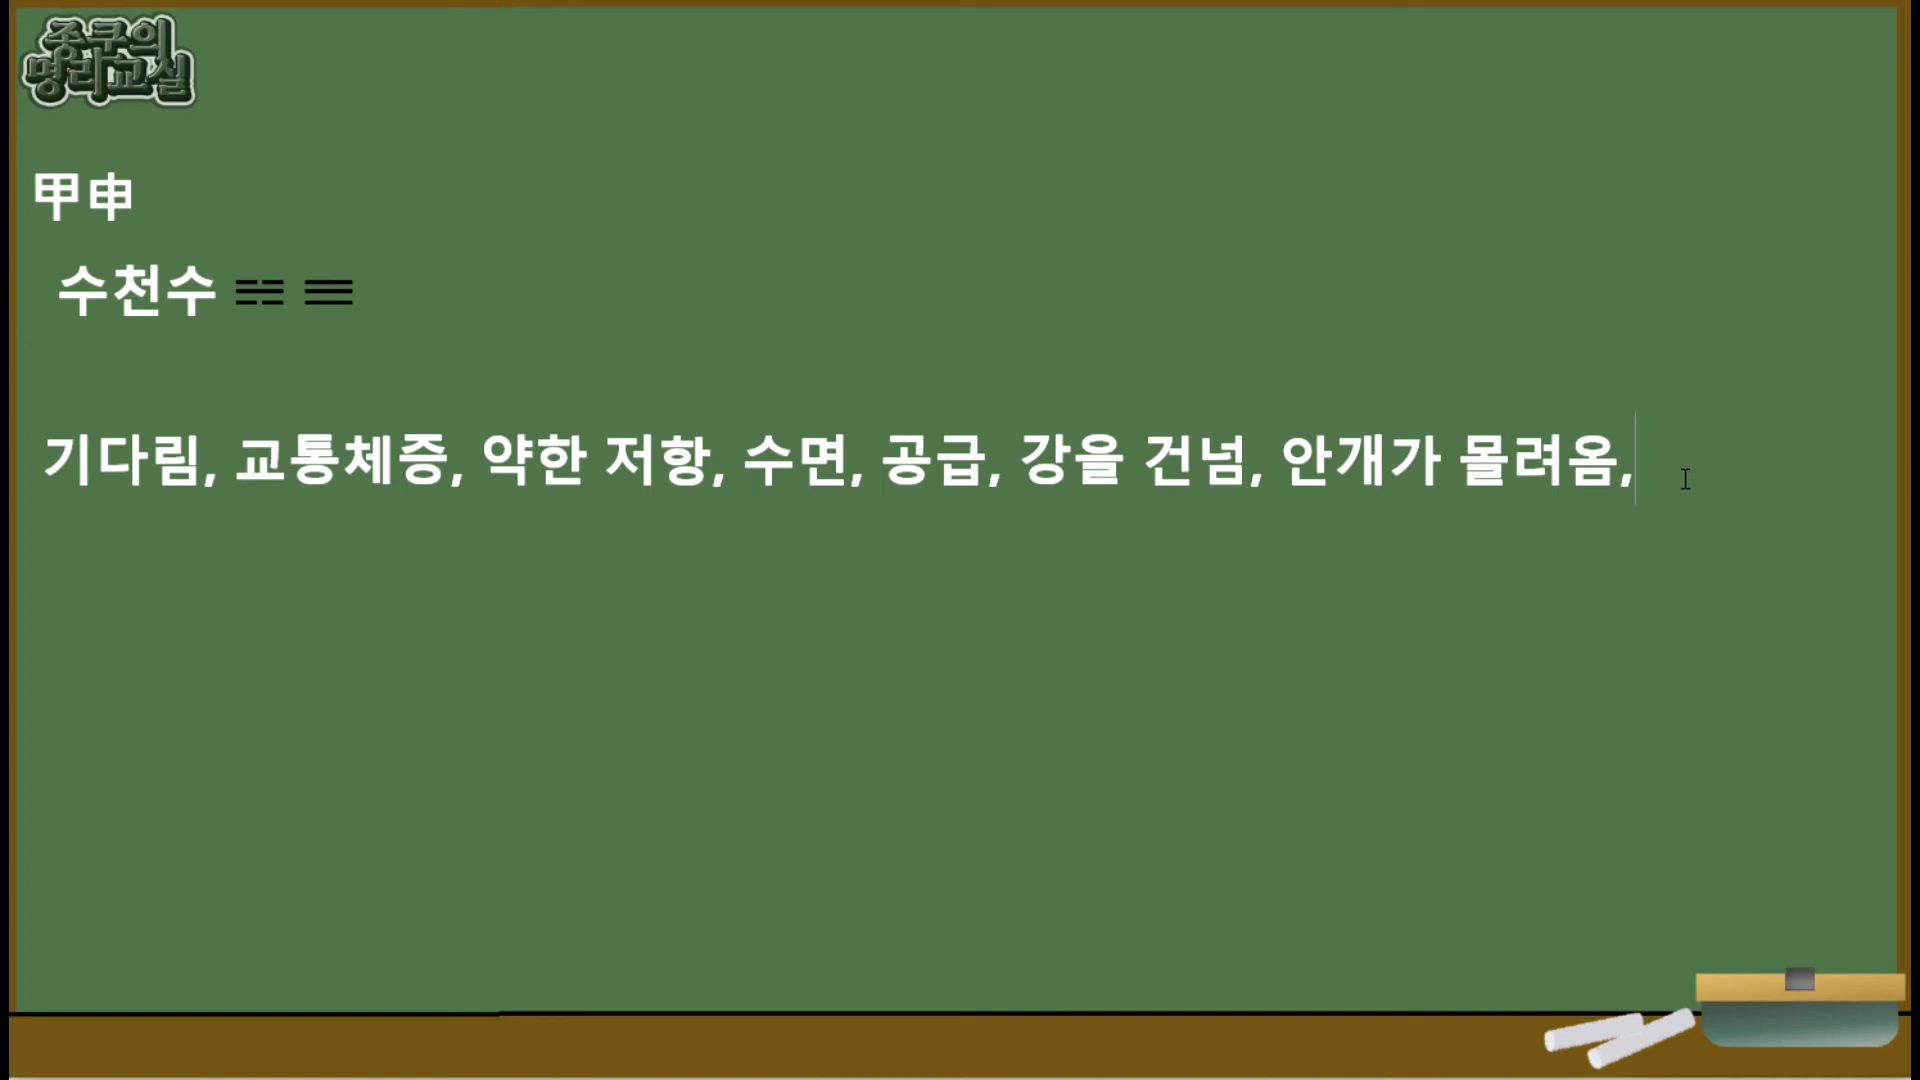 종쿠의
명리교실
甲申
수천수 ☵ ☰
기다림, 교통체증, 약한 저항, 수면, 공급, 강을 건넘, 안개가 몰려옴,